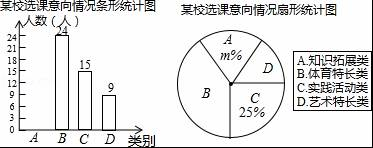 某校选课意向情况条形统计图
人数（人）
24
21
18
15
12
9
6
3
0
24
15
9
A B C D 类别
某校选课意向情况扇形统计图
A
m%
B
D
C
25%
A.知识拓展类
B.体育特长类
C.实践活动类
D.艺术特长类